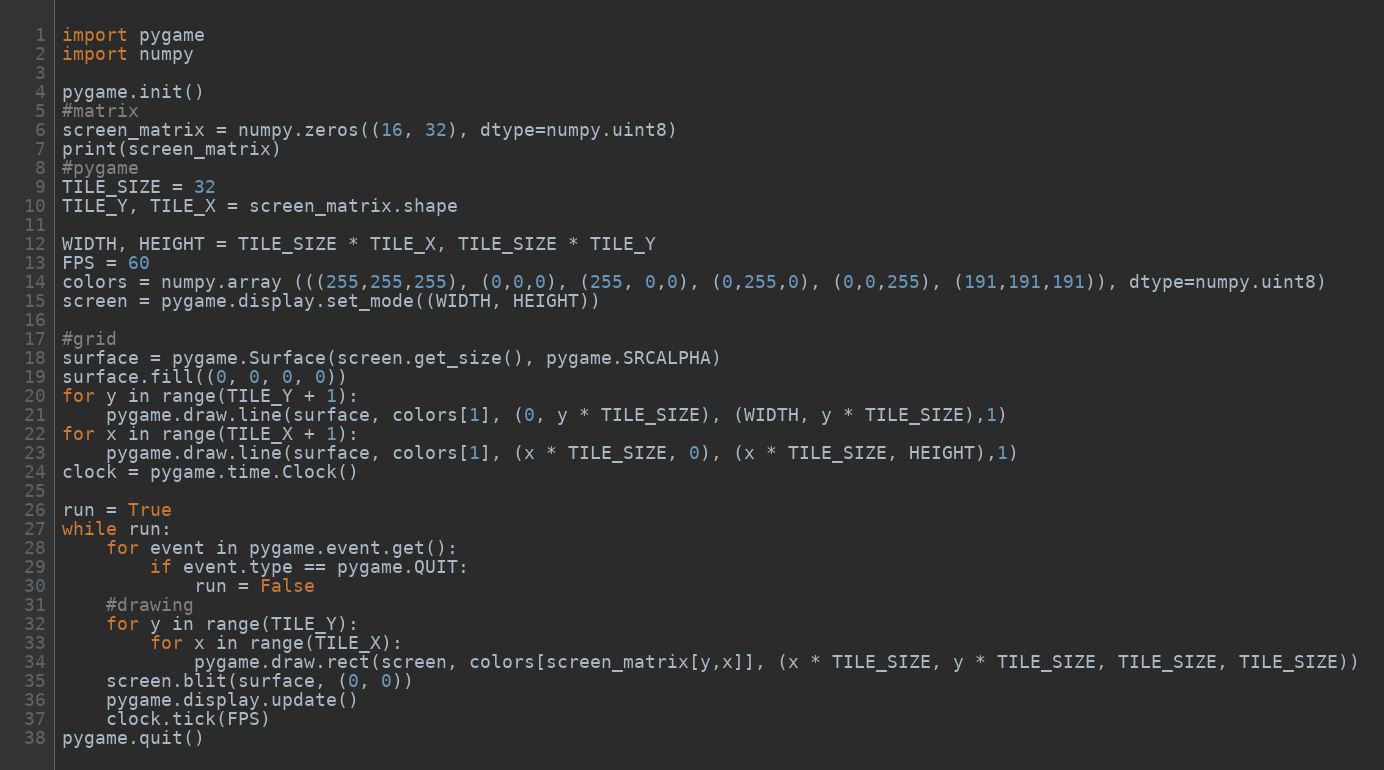 1 import pygame
2 import numpy
3
4 pygame.init()
5 #matrix
6 screen_matrix = numpy.zeros((16, 32), dtype=numpy.uint8)
7 print(screen_matrix)
8 #pygame
9 TILE_SIZE = 32
10 TILE_Y, TILE_X = screen_matrix.shape
11
12 WIDTH, HEIGHT = TILE_SIZE * TILE_X, TILE_SIZE * TILE_Y
13 FPS = 60
14 colors = numpy.array (((255,255,255), (0,0,0), (255, 0,0), (0,255,0), (0,0,255), (191,191,191)), dtype=numpy.uint8)
15 screen = pygame.display.set_mode((WIDTH, HEIGHT))
16
17 #grid
18 surface = pygame.Surface(screen.get_size(), pygame.SRCALPHA)
19 surface.fill((0, 0, 0, 0))
20 for y in range(TILE_Y + 1):
21     pygame.draw.line(surface, colors[1], (0, y * TILE_SIZE), (WIDTH, y * TILE_SIZE),1)
22 for x in range(TILE_X + 1):
23     pygame.draw.line(surface, colors[1], (x * TILE_SIZE, 0), (x * TILE_SIZE, HEIGHT),1)
24 clock = pygame.time.Clock()
25
26 run = True
27 while run:
28     for event in pygame.event.get():
29         if event.type == pygame.QUIT:
30             run = False
31     #drawing
32     for y in range(TILE_Y):
33         for x in range(TILE_X):
34             pygame.draw.rect(screen, colors[screen_matrix[y,x]], (x * TILE_SIZE, y * TILE_SIZE, TILE_SIZE, TILE_SIZE))
35     screen.blit(surface, (0, 0))
36     pygame.display.update()
37     clock.tick(FPS)
38 pygame.quit()